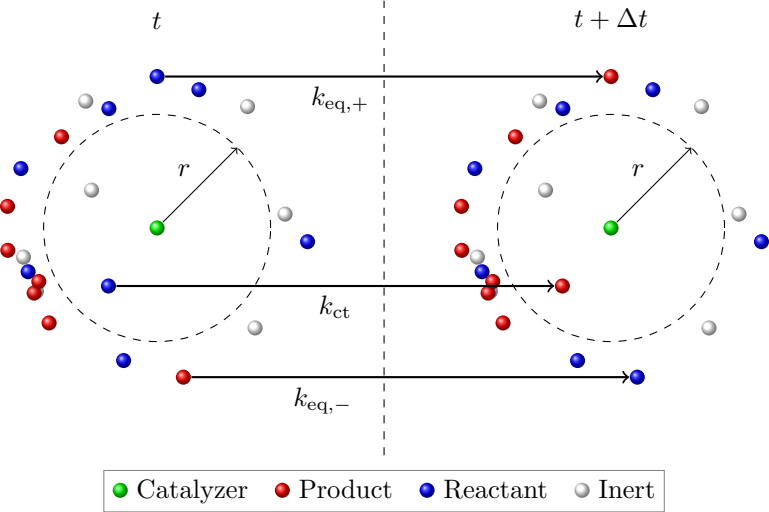 t t + Δt
k_eq,+
r r
k_ct
k_eq,−
Catalyzer Product Reactant Inert